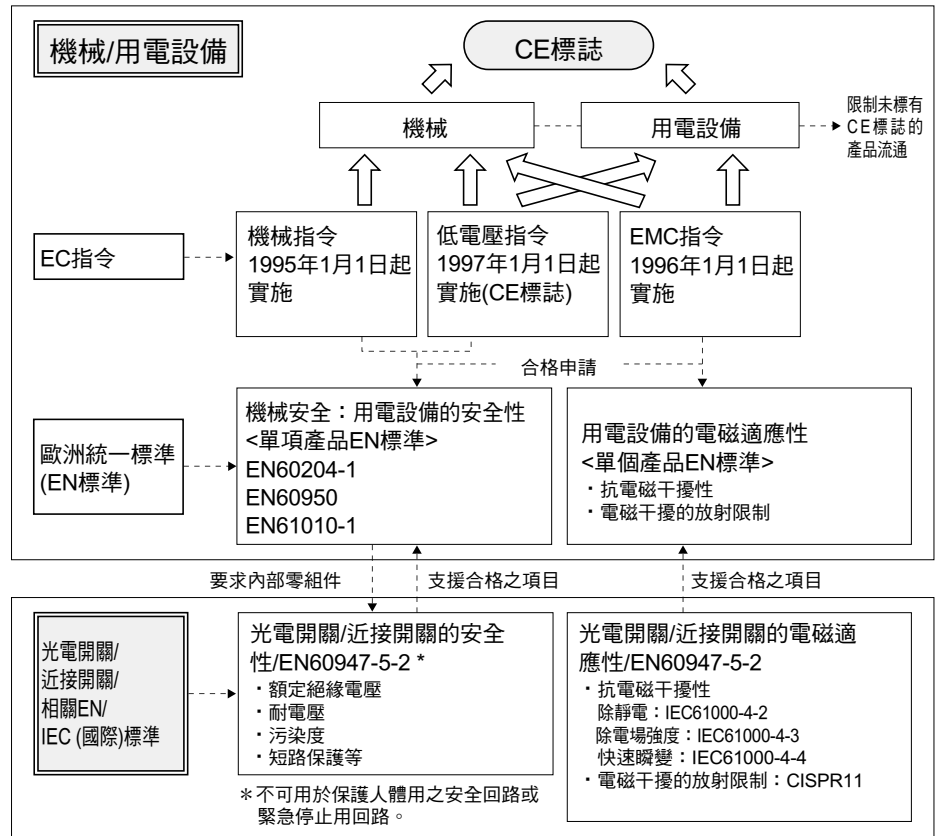 機械/用電設備
CE標誌
機械
用電設備
限制未標有
CE標誌的
產品流通
EC指令
機械指令
1995年1月1日起
實施
低電壓指令
1997年1月1日起
實施(CE標誌)
EMC指令
1996年1月1日起
實施
合格申請
歐洲統一標準
(EN標準)
機械安全：用電設備的安全性
<單項產品EN標準>
EN60204-1
EN60950
EN61010-1
用電設備的電磁適應性
<單個產品EN標準>
・抗電磁干擾性
・電磁干擾的放射限制
要求內部零組件
支援合格之項目
支援合格之項目
光電開關/
近接開關/
相關EN/
IEC (國際)標準
光電開關/近接開關的安全
性/EN60947-5-2 *
・額定絕緣電壓
・耐電壓
・污染度
・短路保護等
＊不可用於保護人體用之安全回路或
緊急停止用回路。
光電開關/近接開關的電磁適
應性/EN60947-5-2
・抗電磁干擾性
除靜電：IEC61000-4-2
除電場強度：IEC61000-4-3
快速瞬變：IEC61000-4-4
・電磁干擾的放射限制：CISPR11